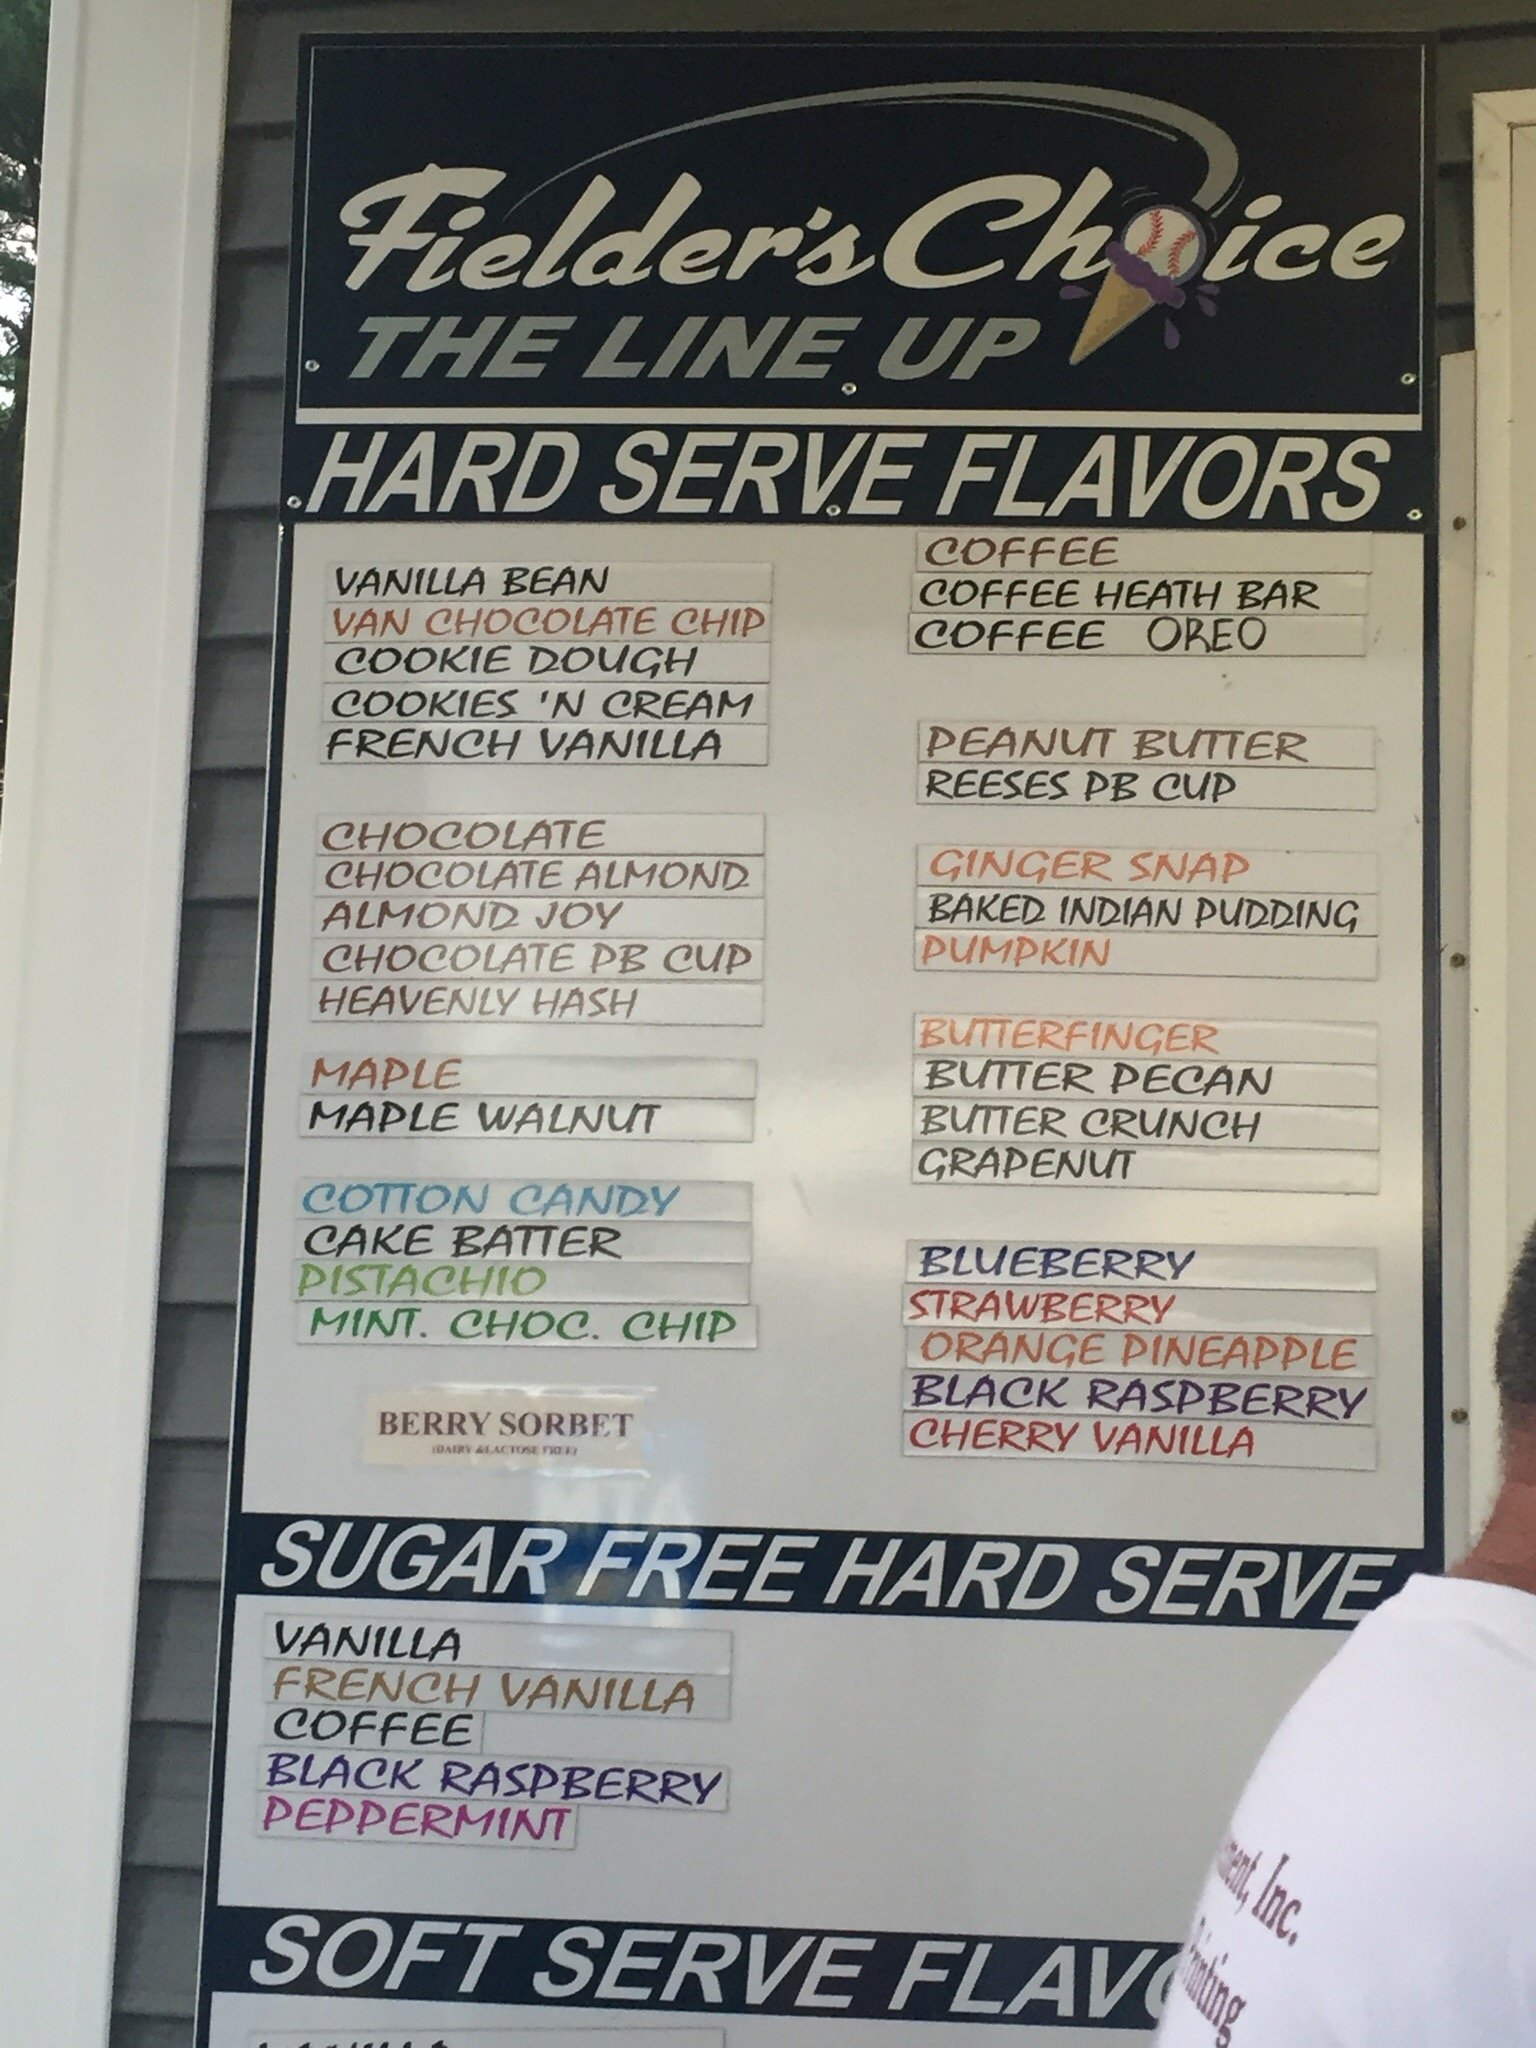 Fielder's Choice
THE LINE UP
HARD SERVE FLAVORS
VANILLA BEAN
VAN CHOCOLATE CHIP
COOKIE DOUGH
COOKIES 'N CREAM
FRENCH VANILLA
CHOCOLATE
CHOCOLATE ALMOND
ALMOND JOY
CHOCOLATE PB CUP
HEAVENLY HASH
MAPLE
MAPLE WALNUT
COTTON CANDY
CAKE BATTER
PISTACHIO
MINT. CHOC. CHIP
BERRY SORBET
(DAIRY &LACTOSE FREE)
COFFEE
COFFEE HEATH BAR
COFFEE OREO
PEANUT BUTTER
REESES PB CUP
GINGER SNAP
BAKED INDIAN PUDDING
PUMPKIN
BUTTERFINGER
BUTTER PECAN
BUTTER CRUNCH
GRAPENUT
BLUEBERRY
STRAWBERRY
ORANGE PINEAPPLE
BLACK RASPBERRY
CHERRY VANILLA
SUGAR FREE HARD SERVE
VANILLA
FRENCH VANILLA
COFFEE
BLACK RASPBERRY
PEPPERMINT
SOFT SERVE FLAVO
Inc.